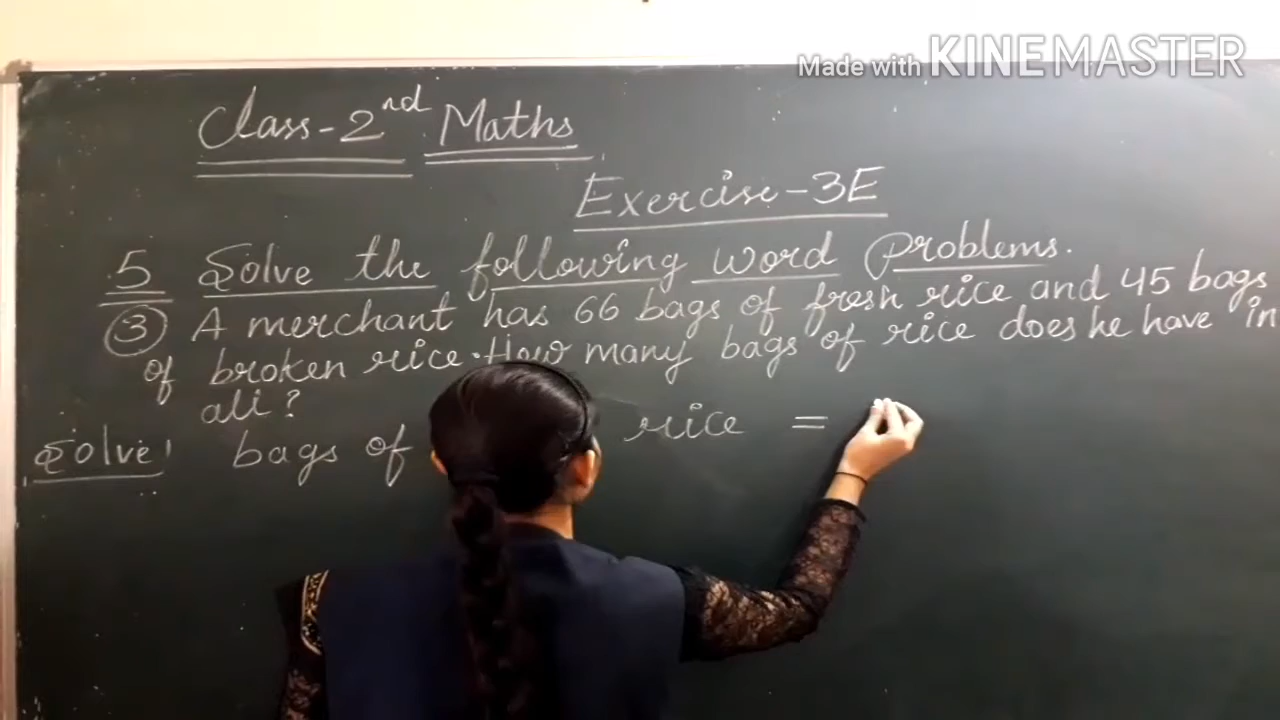 Made with KINEMASTER
Class-2nd Maths
Exercise-3E
5 Solve the following word problems.
③ A merchant has 66 bags of fresh rice and 45 bags
of broken rice. How many bags of rice does he have in
all?
Solve! bags of rice =